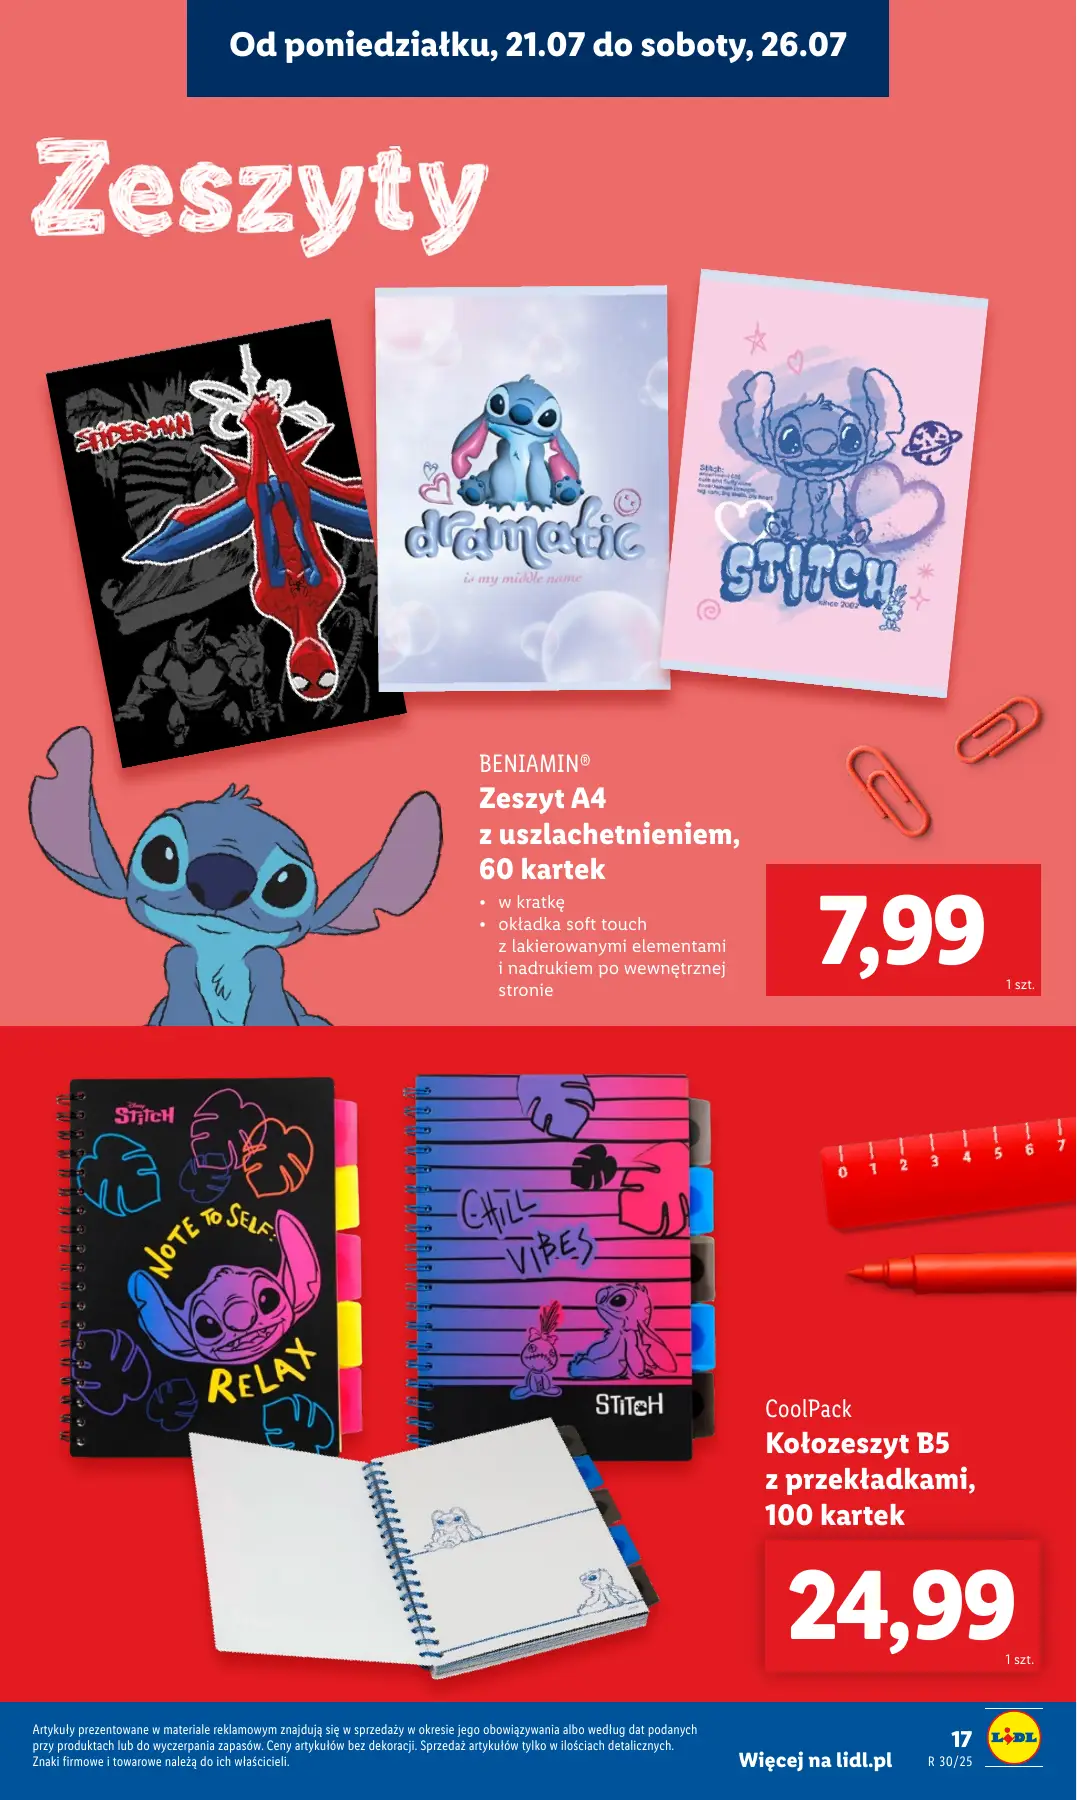 Od poniedziałku, 21.07 do soboty, 26.07
Zeszyty
SPIDER-MAN
dramatic
is my middle name
Stitch:
STITCH
since 2002
BENIAMIN®
Zeszyt A4
z uszlachetnieniem,
60 kartek
• w kratkę
• okładka soft touch
z lakierowanymi elementami
i nadrukiem po wewnętrznej
stronie
7,99
1 szt.
Disney
STITCH
NOTE TO SELF:
RELAX
CHILL
VIBES
STITCH
0 1 2 3 4 5 6 7
CoolPack
Kołozeszyt B5
z przekładkami,
100 kartek
24,99
1 szt.
Artykuły prezentowane w materiale reklamowym znajdują się w sprzedaży w okresie jego obowiązywania albo według dat podanych
przy produktach lub do wyczerpania zapasów. Ceny artykułów bez dekoracji. Sprzedaż artykułów tylko w ilościach detalicznych.
Znaki firmowe i towarowe należą do ich właścicieli.
Więcej na lidl.pl
17
R 30/25
LIDL